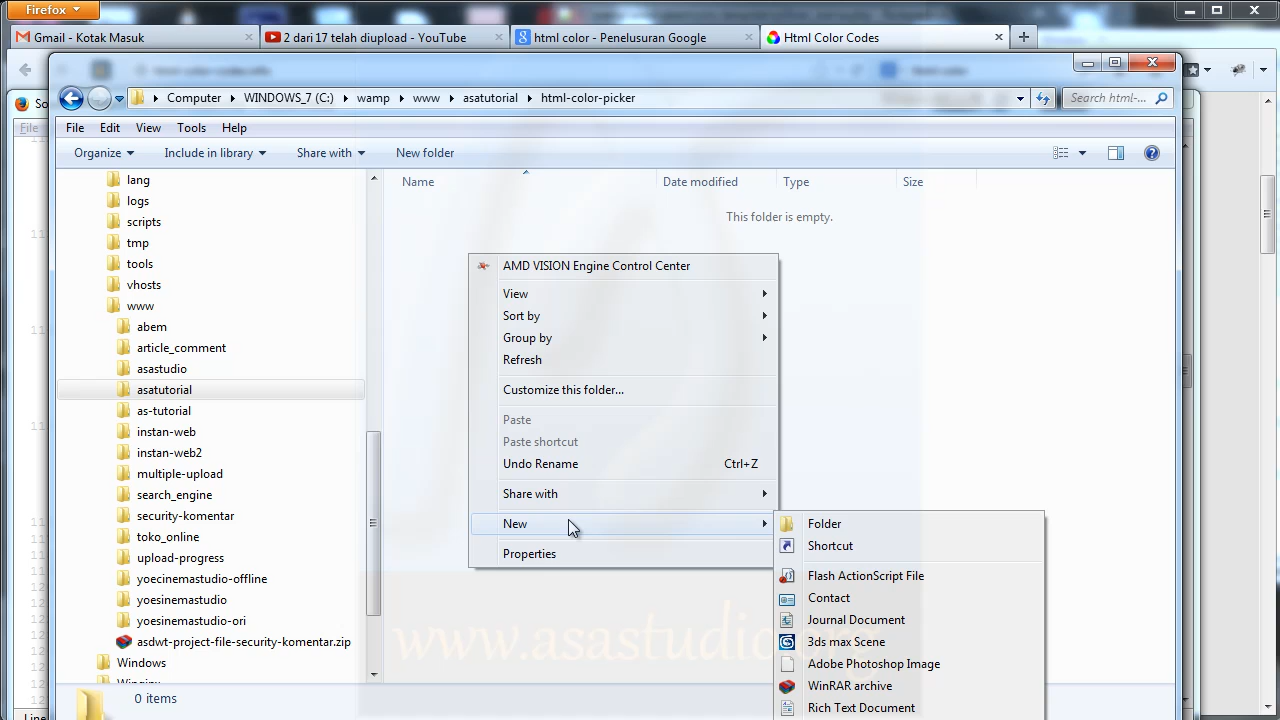 Firefox
Gmail - Kotak Masuk
2 dari 17 telah diupload - YouTube
html color - Penelusuran Google
Html Color Codes
So
Computer
WINDOWS_7 (C:)
wamp
www
asatutorial
html-color-picker
Search html-...
File
File Edit View Tools Help
Organize
Include in library
Share with
New folder
Name
Date modified
Type
Size
This folder is empty.
lang
logs
scripts
tmp
tools
vhosts
www
abem
article_comment
asastudio
asatutorial
as-tutorial
instan-web
instan-web2
multiple-upload
search_engine
security-komentar
toko_online
upload-progress
yoecinemastudio-offline
yoesinemastudio
yoesinemastudio-ori
asdwt-project-file-security-komentar.zip
Windows
AMD VISION Engine Control Center
View
Sort by
Group by
Refresh
Customize this folder...
Paste
Paste shortcut
Undo Rename Ctrl+Z
Share with
New
Properties
Folder
Shortcut
Flash ActionScript File
Contact
Journal Document
3ds max Scene
Adobe Photoshop Image
WinRAR archive
Rich Text Document
www.asastudio.org
0 items
Line